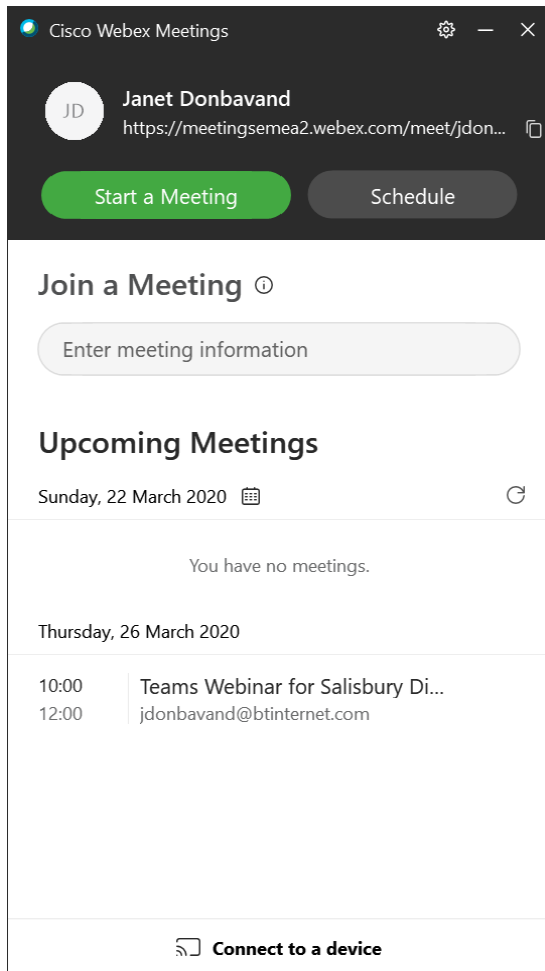 Cisco Webex Meetings
JD
Janet Donbavand
https://meetingsemea2.webex.com/meet/jdon...
Start a Meeting
Schedule
Join a Meeting
Enter meeting information
Upcoming Meetings
Sunday, 22 March 2020
You have no meetings.
Thursday, 26 March 2020
10:00 Teams Webinar for Salisbury Di...
12:00 jdonbavand@btinternet.com
Connect to a device